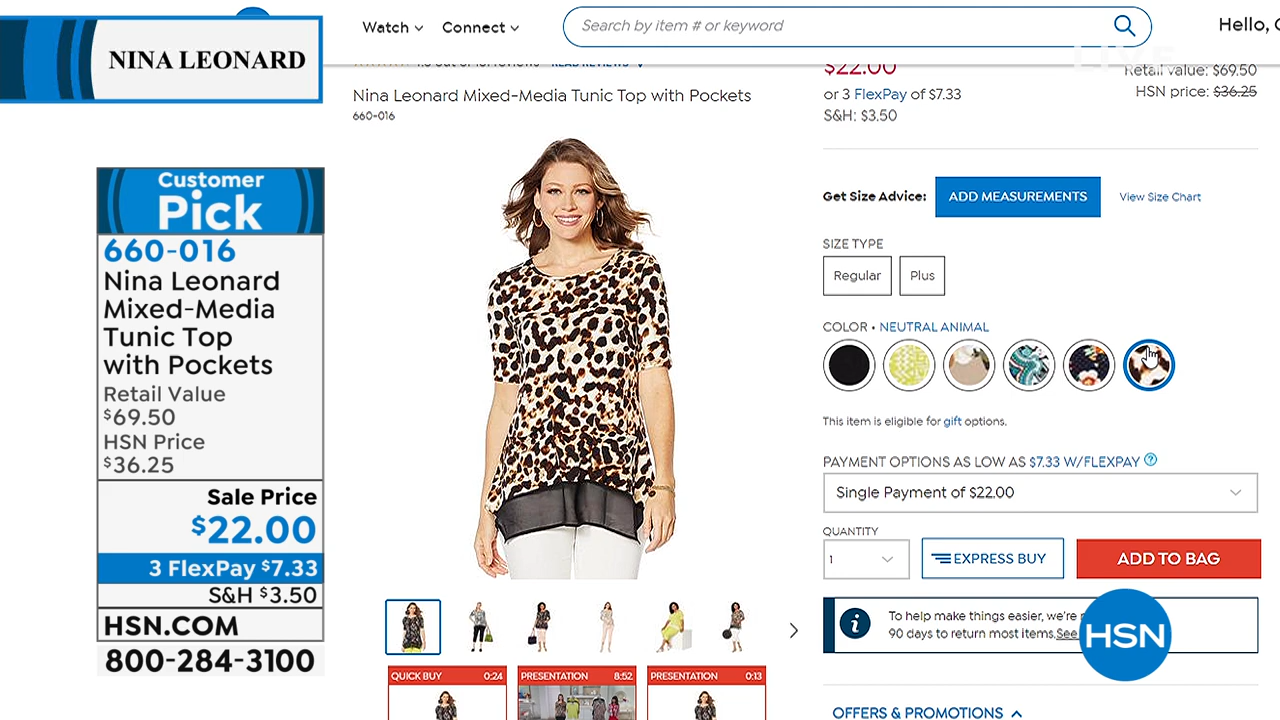 NINA LEONARD
Watch
Connect
Search by item # or keyword
Hello,
$22.00
Retail value: $69.50
or 3 FlexPay of $7.33
HSN price: $36.25
S&H: $3.50
Nina Leonard Mixed-Media Tunic Top with Pockets
660-016
Customer
Pick
660-016
Nina Leonard
Mixed-Media
Tunic Top
with Pockets
Retail Value
$69.50
HSN Price
$36.25
Sale Price
$22.00
3 FlexPay $7.33
S&H $3.50
HSN.COM
800-284-3100
Get Size Advice:
ADD MEASUREMENTS
View Size Chart
SIZE TYPE
Regular
Plus
COLOR • NEUTRAL ANIMAL
This item is eligible for gift options.
PAYMENT OPTIONS AS LOW AS $7.33 W/FLEXPAY ?
Single Payment of $22.00
QUANTITY
1
EXPRESS BUY
ADD TO BAG
To help make things easier, we're
90 days to return most items. See
HSN
QUICK BUY 0:24
PRESENTATION 8:52
PRESENTATION 0:13
OFFERS & PROMOTIONS